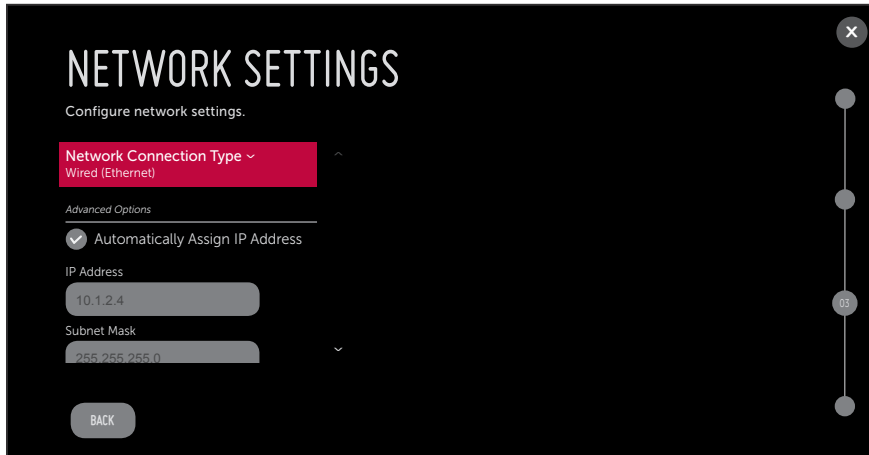 X
NETWORK SETTINGS
Configure network settings.
Network Connection Type
Wired (Ethernet)
Advanced Options
Automatically Assign IP Address
IP Address
10.1.2.4
03
Subnet Mask
255.255.255.0
BACK